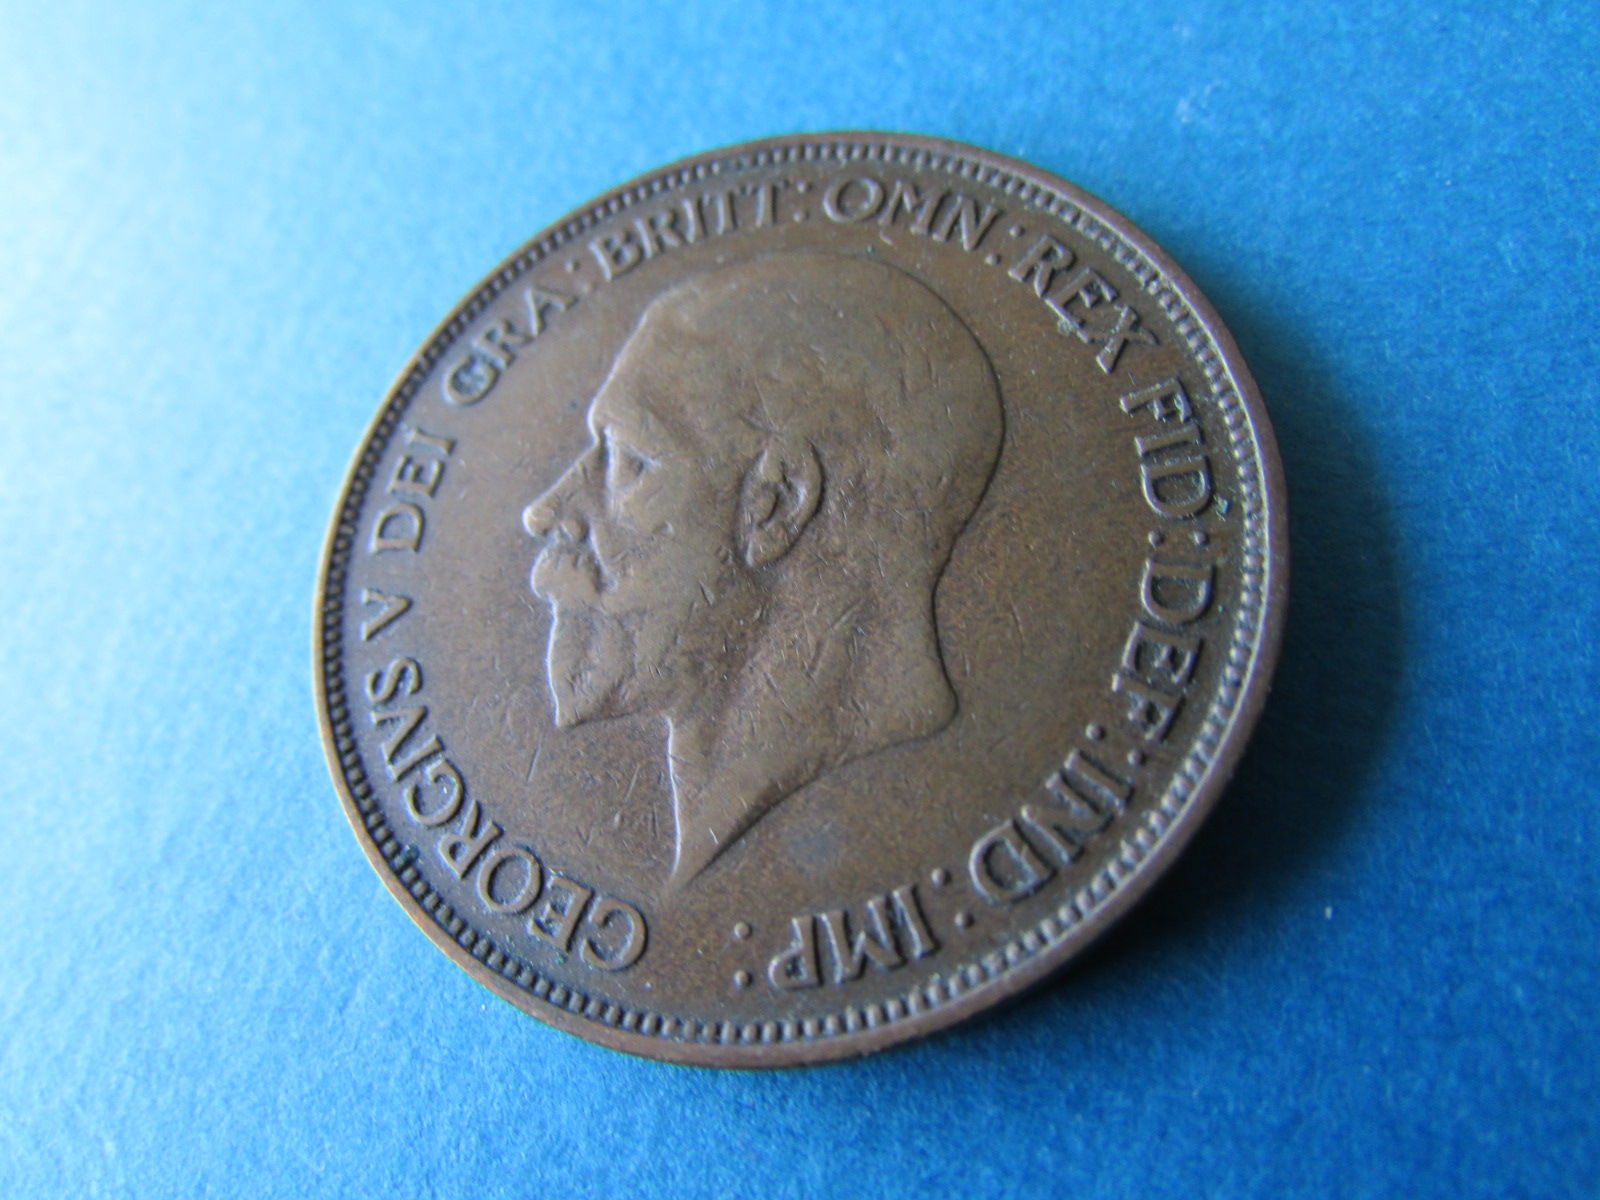 GEORGIVS V DEI GRA: BRITT: OMN: REX FID: DEF: IND: IMP: